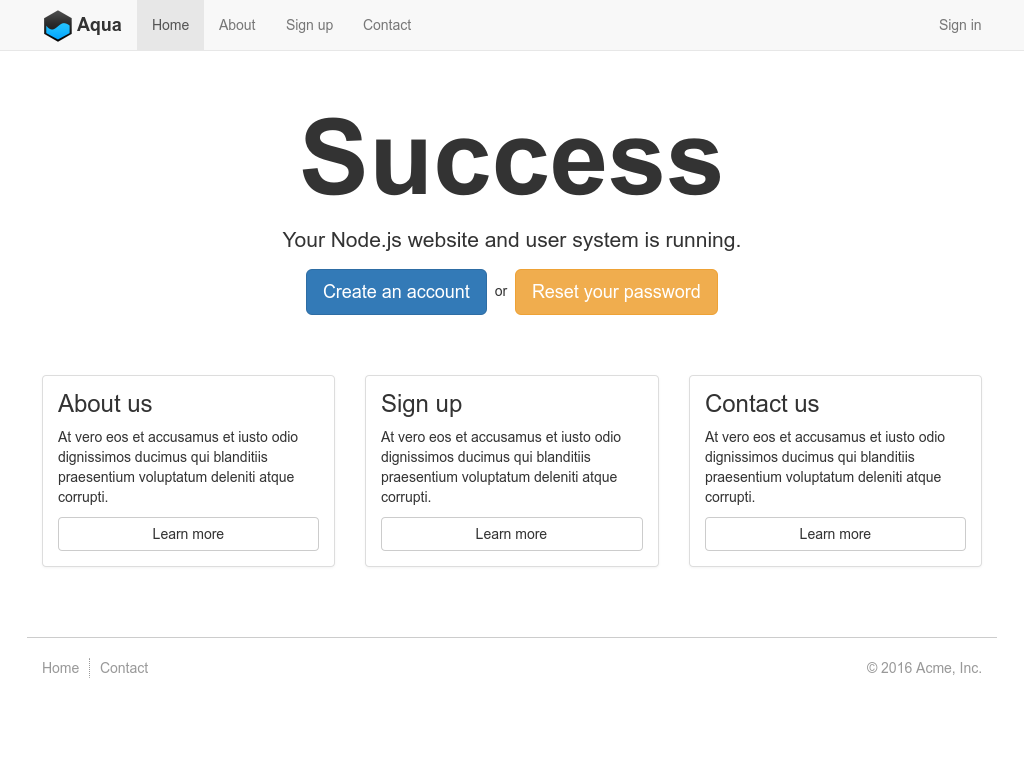 Aqua Home About Sign up Contact Sign in
Success
Your Node.js website and user system is running.
Create an account or Reset your password
About us
At vero eos et accusamus et iusto odio
dignissimos ducimus qui blanditiis
praesentium voluptatum deleniti atque
corrupti.
Learn more
Sign up
At vero eos et accusamus et iusto odio
dignissimos ducimus qui blanditiis
praesentium voluptatum deleniti atque
corrupti.
Learn more
Contact us
At vero eos et accusamus et iusto odio
dignissimos ducimus qui blanditiis
praesentium voluptatum deleniti atque
corrupti.
Learn more
Home Contact © 2016 Acme, Inc.